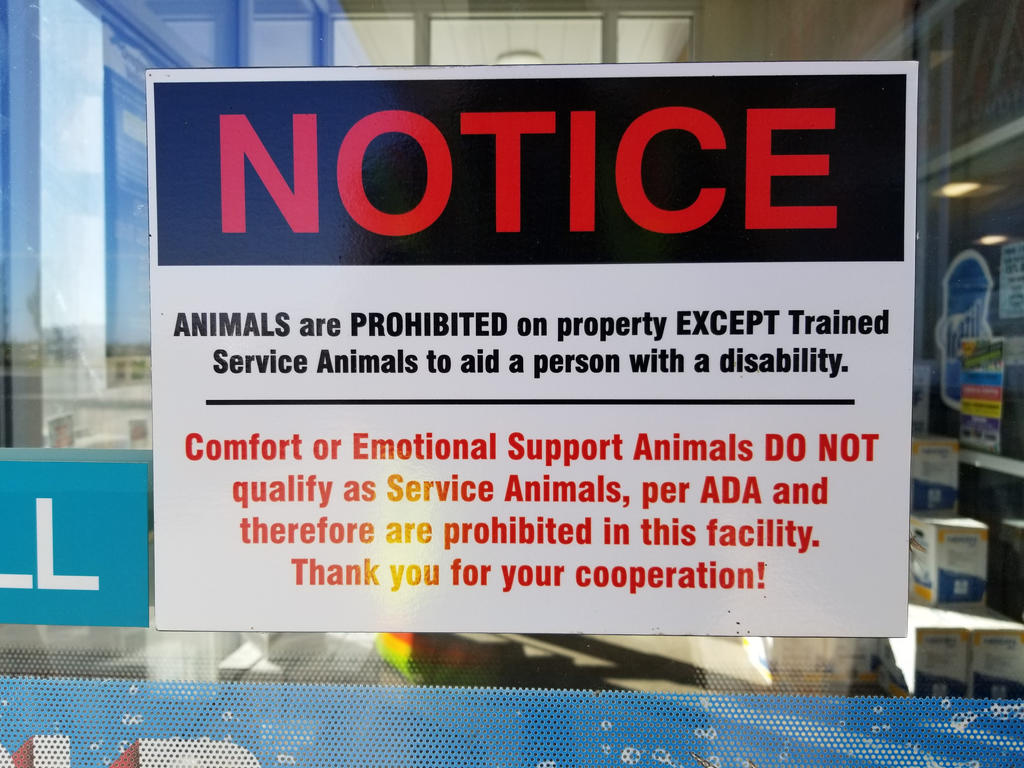 NOTICE
ANIMALS are PROHIBITED on property EXCEPT Trained
Service Animals to aid a person with a disability.
Comfort or Emotional Support Animals DO NOT
qualify as Service Animals, per ADA and
therefore are prohibited in this facility.
Thank you for your cooperation!
LL